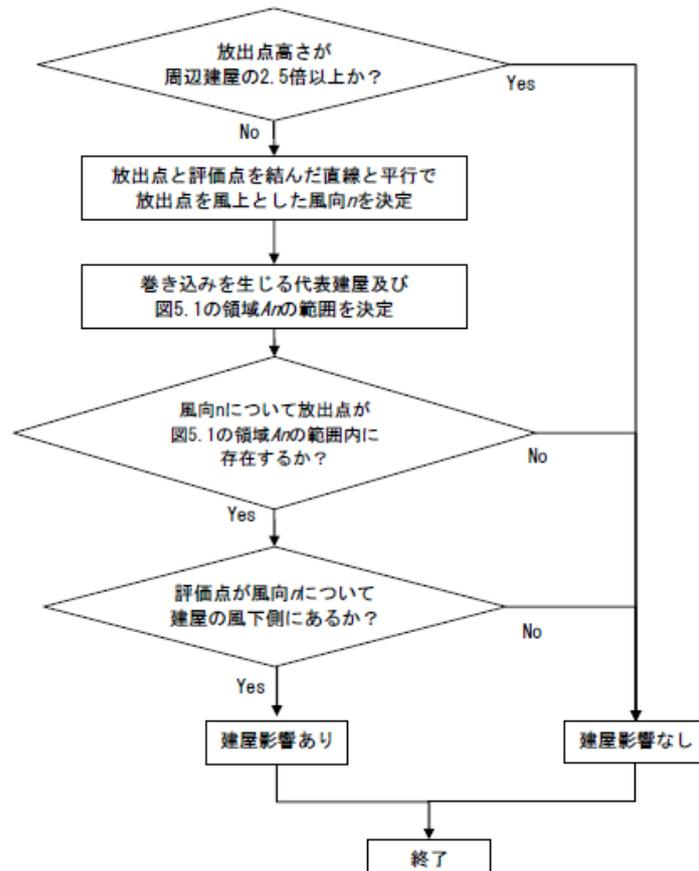 放出点高さが
周辺建屋の2.5倍以上か？
Yes
No
放出点と評価点を結んだ直線と平行で
放出点を風上とした風向nを決定
巻き込みを生じる代表建屋及び
図5.1の領域Anの範囲を決定
風向nについて放出点が
図5.1の領域Anの範囲内に
存在するか？
No
Yes
評価点が風向nについて
建屋の風下側にあるか？
No
Yes
建屋影響あり
建屋影響なし
終了